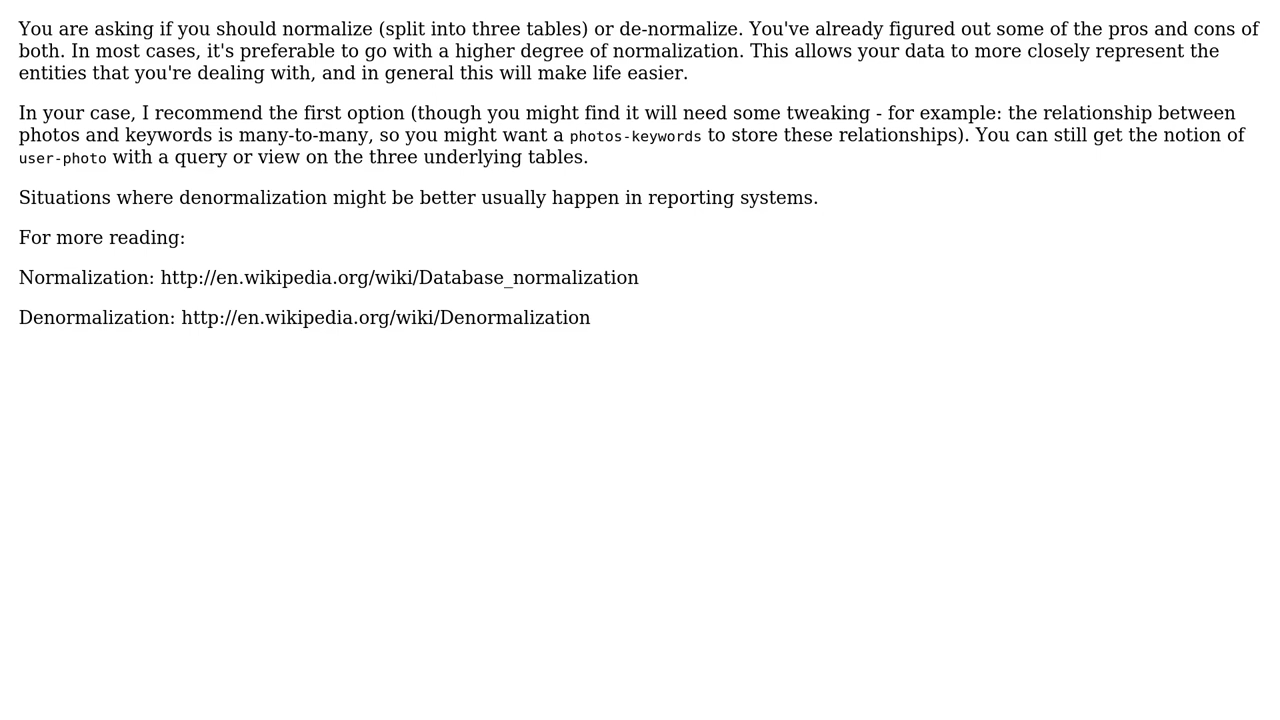 You are asking if you should normalize (split into three tables) or de-normalize. You've already figured out some of the pros and cons of
both. In most cases, it's preferable to go with a higher degree of normalization. This allows your data to more closely represent the
entities that you're dealing with, and in general this will make life easier.
In your case, I recommend the first option (though you might find it will need some tweaking - for example: the relationship between
photos and keywords is many-to-many, so you might want a photos-keywords to store these relationships). You can still get the notion of
user-photo with a query or view on the three underlying tables.
Situations where denormalization might be better usually happen in reporting systems.
For more reading:
Normalization: http://en.wikipedia.org/wiki/Database_normalization
Denormalization: http://en.wikipedia.org/wiki/Denormalization